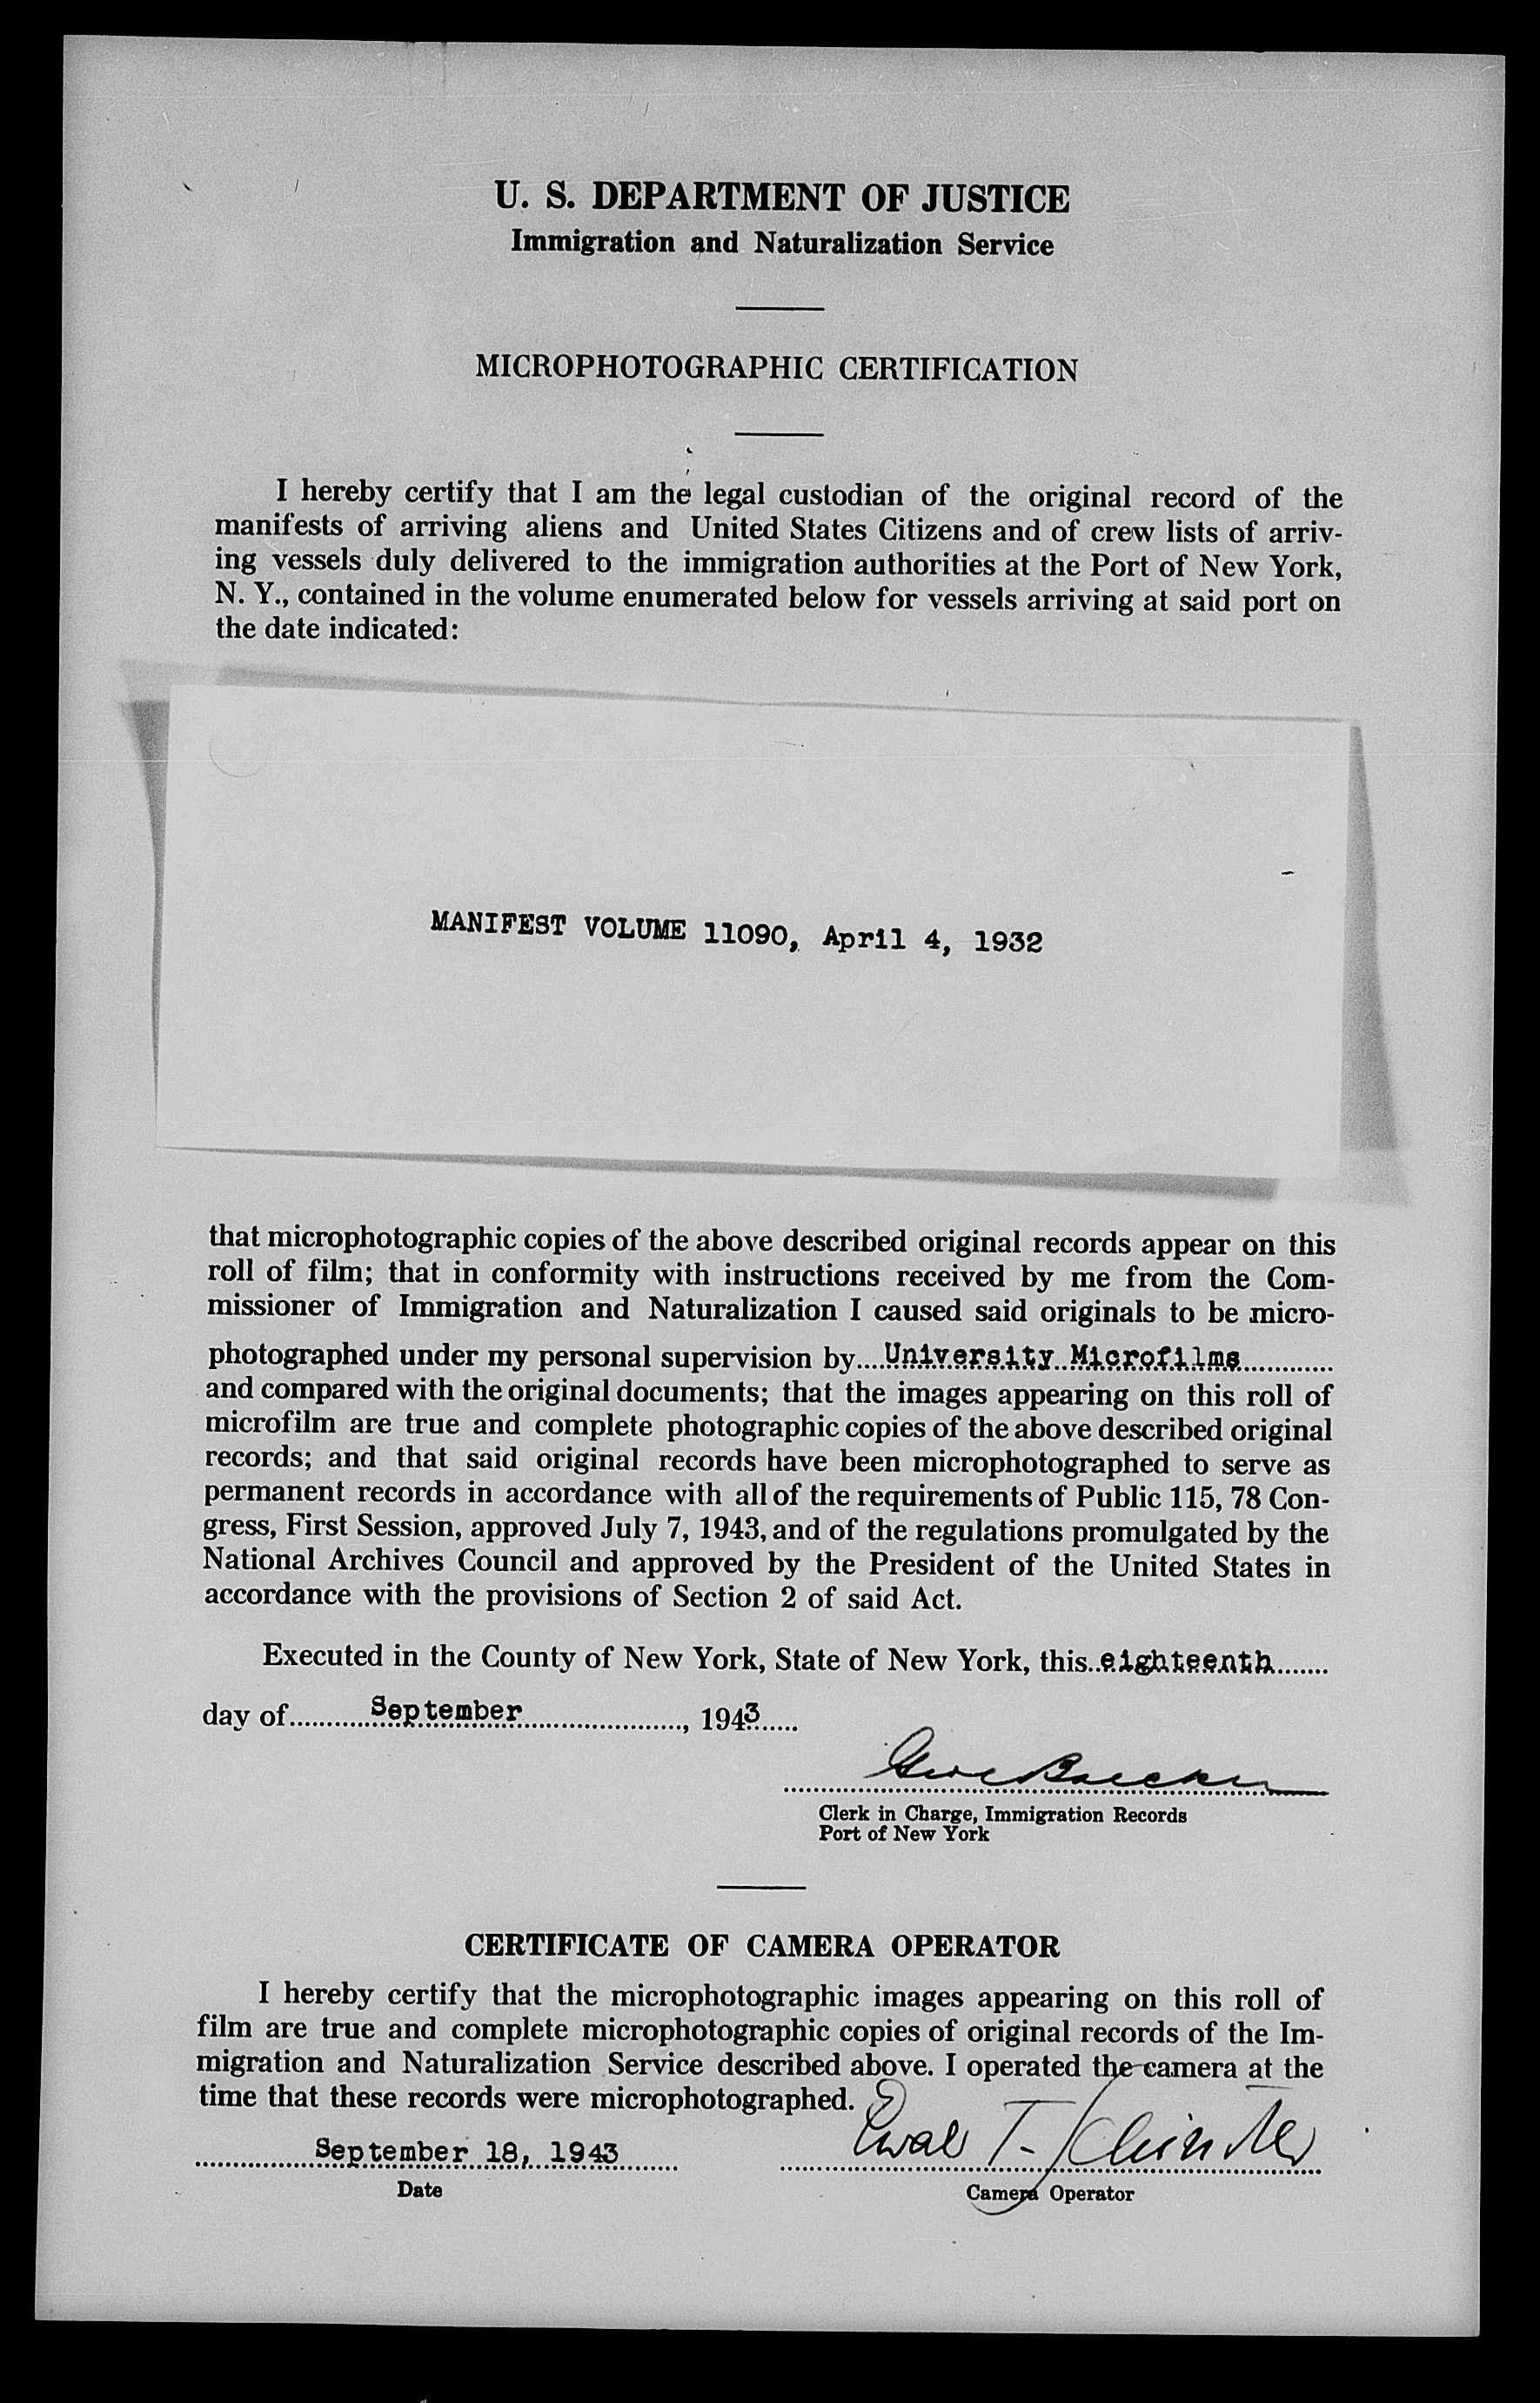 U. S. DEPARTMENT OF JUSTICE
Immigration and Naturalization Service
MICROPHOTOGRAPHIC CERTIFICATION
I hereby certify that I am the legal custodian of the original record of the
manifests of arriving aliens and United States Citizens and of crew lists of arriv-
ing vessels duly delivered to the immigration authorities at the Port of New York,
N. Y., contained in the volume enumerated below for vessels arriving at said port on
the date indicated:
MANIFEST VOLUME 11090, April 4, 1932
that microphotographic copies of the above described original records appear on this
roll of film; that in conformity with instructions received by me from the Com-
missioner of Immigration and Naturalization I caused said originals to be micro-
photographed under my personal supervision by....University Microfilms............
and compared with the original documents; that the images appearing on this roll of
microfilm are true and complete photographic copies of the above described original
records; and that said original records have been microphotographed to serve as
permanent records in accordance with all of the requirements of Public 115, 78 Con-
gress, First Session, approved July 7, 1943, and of the regulations promulgated by the
National Archives Council and approved by the President of the United States in
accordance with the provisions of Section 2 of said Act.
Executed in the County of New York, State of New York, this..eighteenth.......
day of............September........................, 1943......
Clerk in Charge, Immigration Records
Port of New York
CERTIFICATE OF CAMERA OPERATOR
I hereby certify that the microphotographic images appearing on this roll of
film are true and complete microphotographic copies of original records of the Im-
migration and Naturalization Service described above. I operated the camera at the
time that these records were microphotographed.
September 18, 1943
Date
Camera Operator